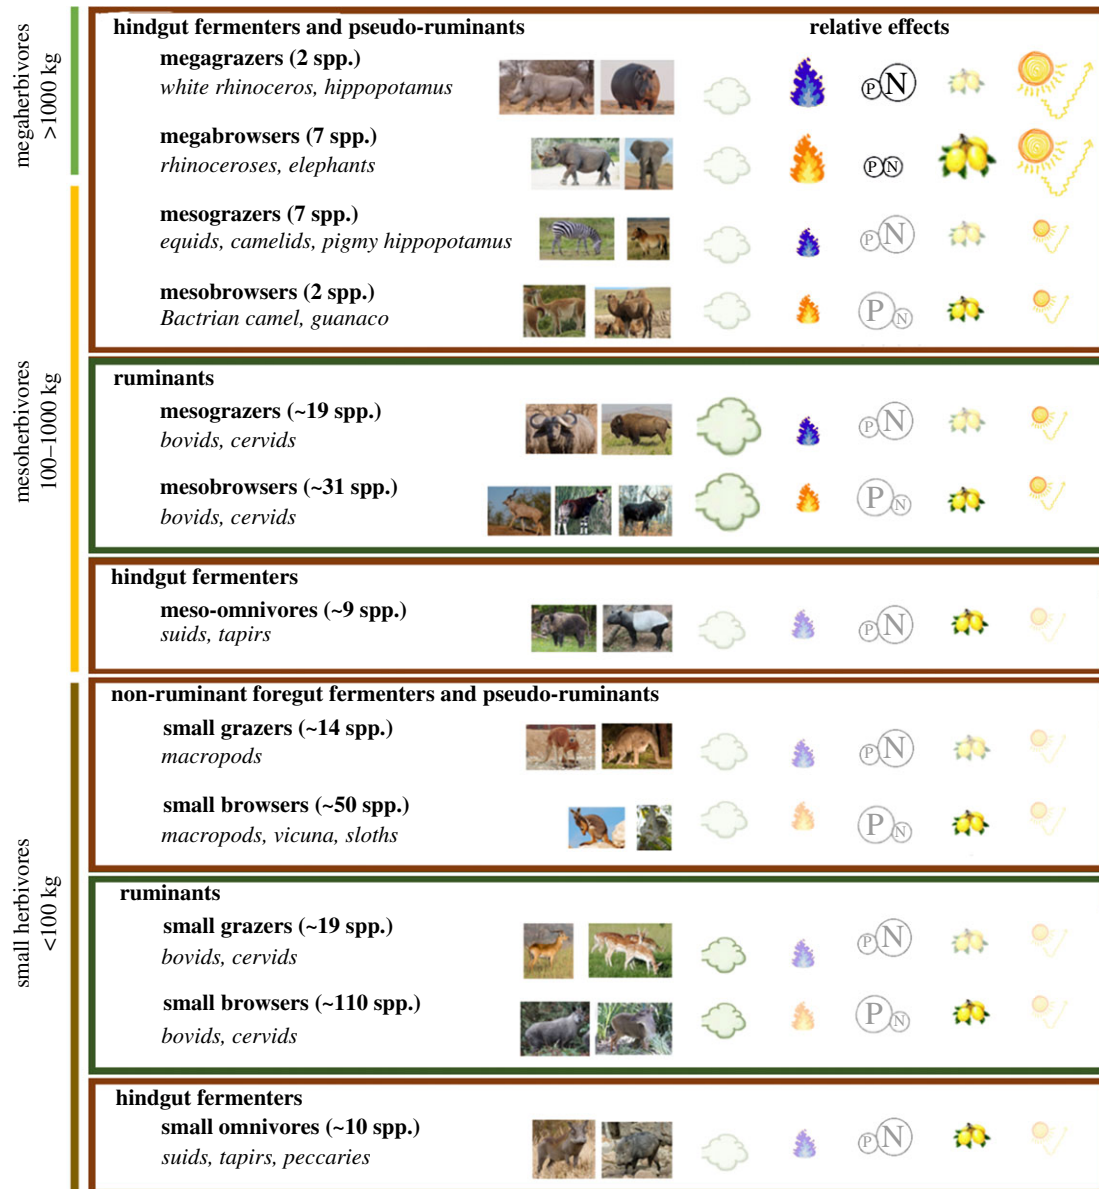 megaherbivores
>1000 kg
hindgut fermenters and pseudo-ruminants
relative effects
megagrazers (2 spp.)
white rhinoceros, hippopotamus
P N
megabrowsers (7 spp.)
rhinoceroses, elephants
P N
mesoherbivores
100–1000 kg
mesograzers (7 spp.)
equids, camelids, pigmy hippopotamus
P N
mesobrowsers (2 spp.)
Bactrian camel, guanaco
P N
ruminants
mesograzers (~19 spp.)
bovids, cervids
P N
mesobrowsers (~31 spp.)
bovids, cervids
P N
hindgut fermenters
meso-omnivores (~9 spp.)
suids, tapirs
P N
small herbivores
<100 kg
non-ruminant foregut fermenters and pseudo-ruminants
small grazers (~14 spp.)
macropods
P N
small browsers (~50 spp.)
macropods, vicuna, sloths
P N
ruminants
small grazers (~19 spp.)
bovids, cervids
P N
small browsers (~110 spp.)
bovids, cervids
P N
hindgut fermenters
small omnivores (~10 spp.)
suids, tapirs, peccaries
P N